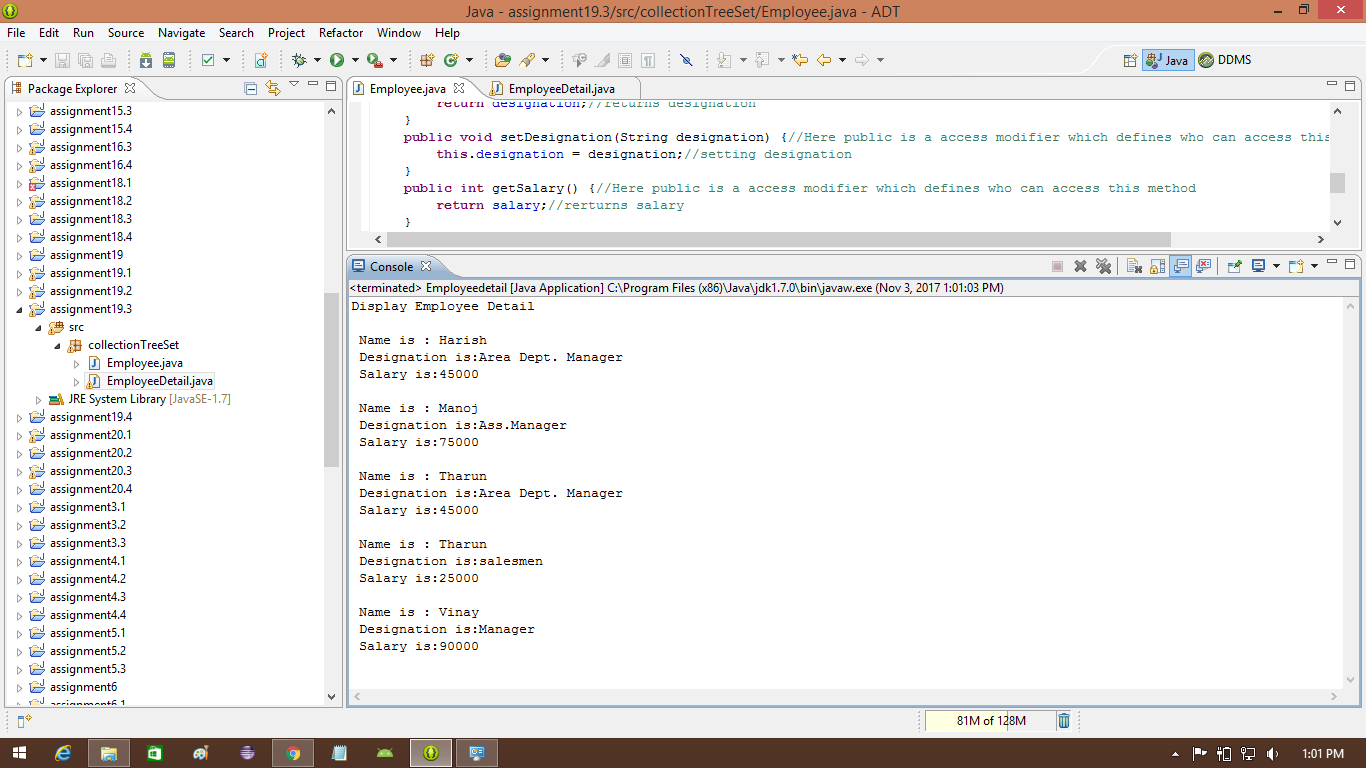 Java - assignment19.3/src/collectionTreeSet/Employee.java - ADT
File Edit Run Source Navigate Search Project Refactor Window Help
Java DDMS
Package Explorer
assignment15.3
assignment15.4
assignment16.3
assignment16.4
assignment18.1
assignment18.2
assignment18.3
assignment18.4
assignment19
assignment19.1
assignment19.2
assignment19.3
src
collectionTreeSet
Employee.java
EmployeeDetail.java
JRE System Library [JavaSE-1.7]
assignment19.4
assignment20.1
assignment20.2
assignment20.3
assignment20.4
assignment3.1
assignment3.2
assignment3.3
assignment4.1
assignment4.2
assignment4.3
assignment4.4
assignment5.1
assignment5.2
assignment5.3
assignment6
assignment6.1
Employee.java EmployeeDetail.java
return designation;//returns designation
}
public void setDesignation(String designation) {//Here public is a access modifier which defines who can access this
this.designation = designation;//setting designation
}
public int getSalary() {//Here public is a access modifier which defines who can access this method
return salary;//rerturns salary
}
Console
<terminated> Employeedetail [Java Application] C:\Program Files (x86)\Java\jdk1.7.0\bin\javaw.exe (Nov 3, 2017 1:01:03 PM)
Display Employee Detail
Name is : Harish
Designation is:Area Dept. Manager
Salary is:45000
Name is : Manoj
Designation is:Ass.Manager
Salary is:75000
Name is : Tharun
Designation is:Area Dept. Manager
Salary is:45000
Name is : Tharun
Designation is:salesmen
Salary is:25000
Name is : Vinay
Designation is:Manager
Salary is:90000
81M of 128M
1:01 PM